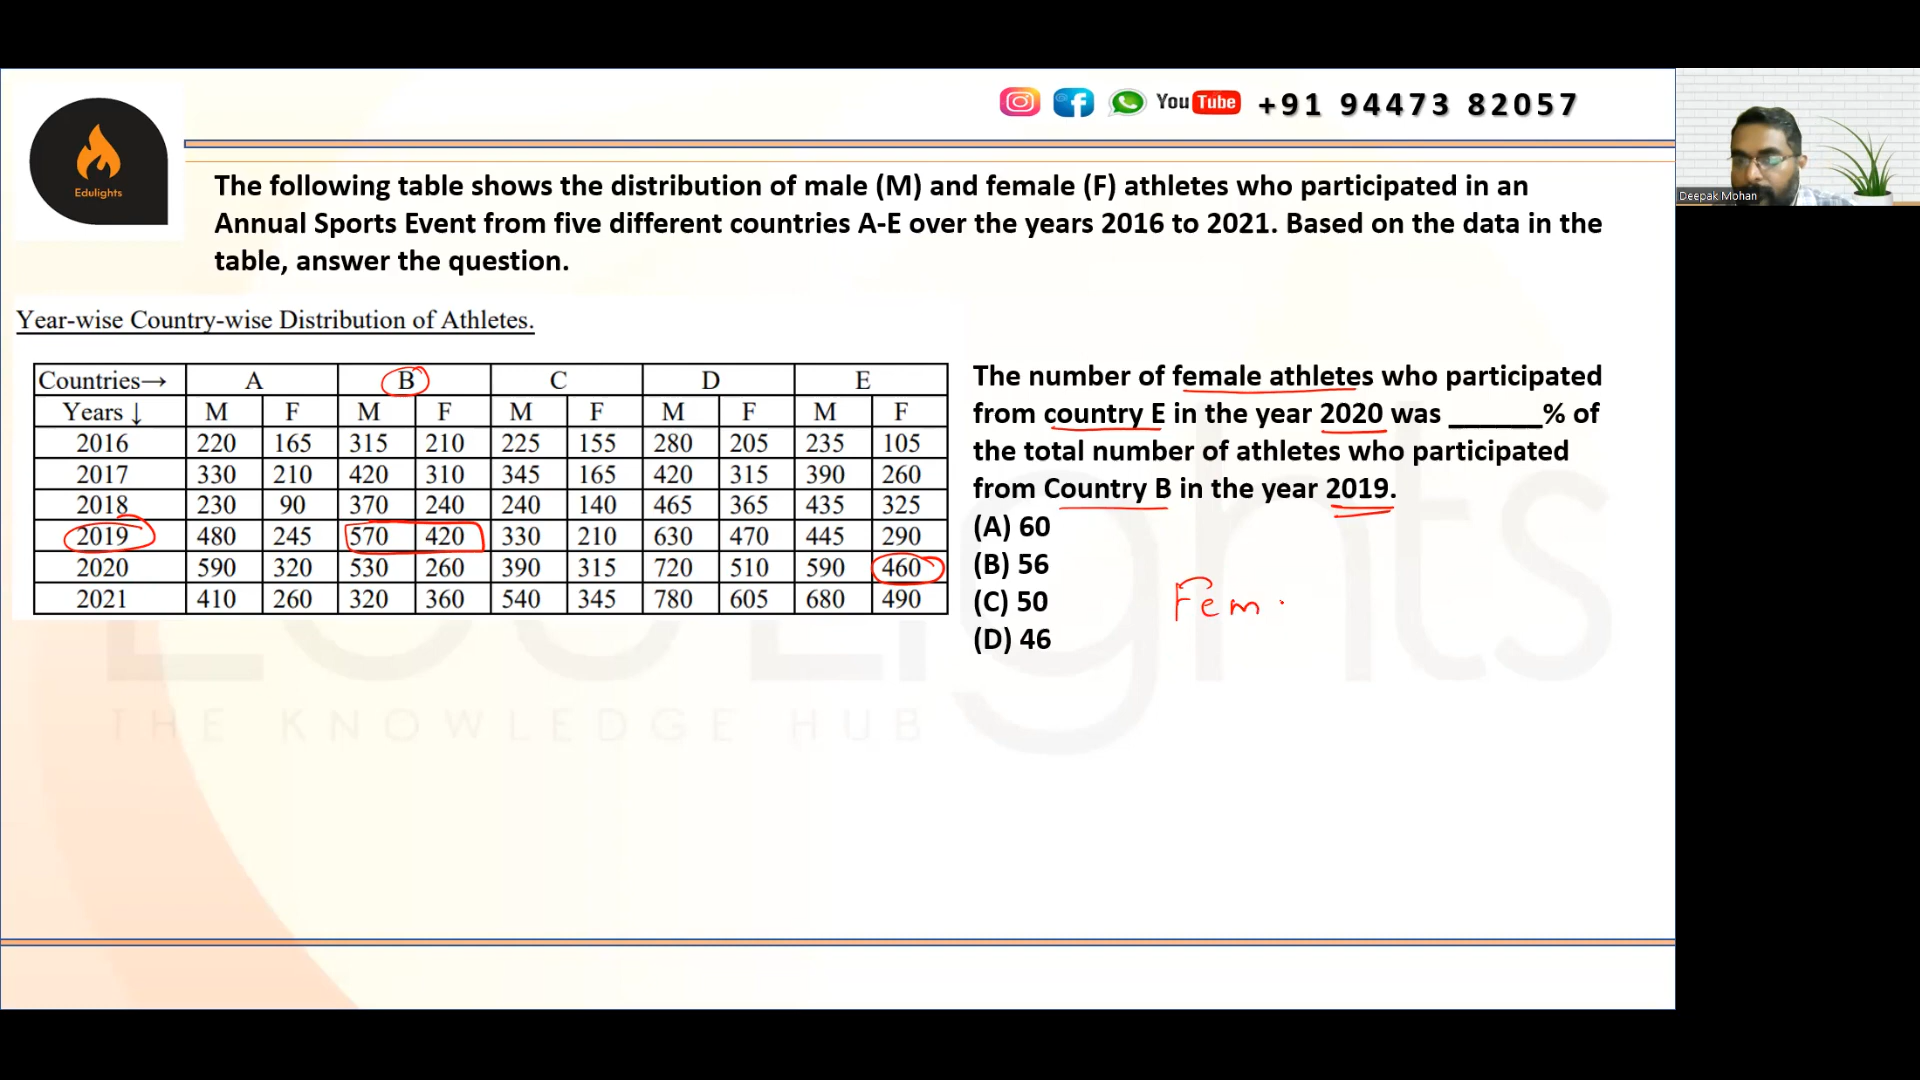 You Tube +91 94473 82057
Edulights
Deepak Mohan
The following table shows the distribution of male (M) and female (F) athletes who participated in an
Annual Sports Event from five different countries A-E over the years 2016 to 2021. Based on the data in the
table, answer the question.
Year-wise Country-wise Distribution of Athletes.
Countries→ A B C D E
Years ↓ M F M F M F M F M F
2016 220 165 315 210 225 155 280 205 235 105
2017 330 210 420 310 345 165 420 315 390 260
2018 230 90 370 240 240 140 465 365 435 325
2019 480 245 570 420 330 210 630 470 445 290
2020 590 320 530 260 390 315 720 510 590 460
2021 410 260 320 360 540 345 780 605 680 490
The number of female athletes who participated
from country E in the year 2020 was ______% of
the total number of athletes who participated
from Country B in the year 2019.
(A) 60
(B) 56
(C) 50
(D) 46
Fem
EduLights
THE KNOWLEDGE HUB